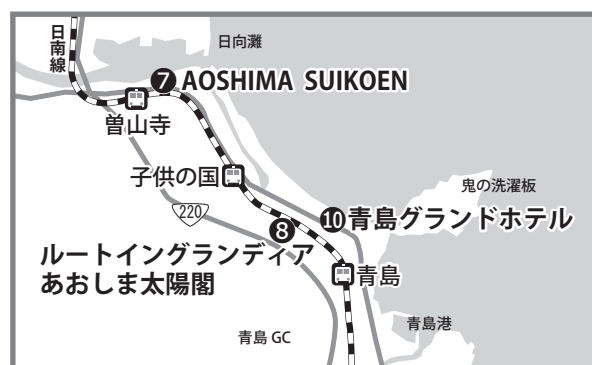 日南線
日向灘
❼ AOSHIMA SUIKOEN
曽山寺
子供の国
鬼の洗濯板
220
❿青島グランドホテル
❽
ルートイングランディア
あおしま太陽閣
青島
青島港
青島 GC